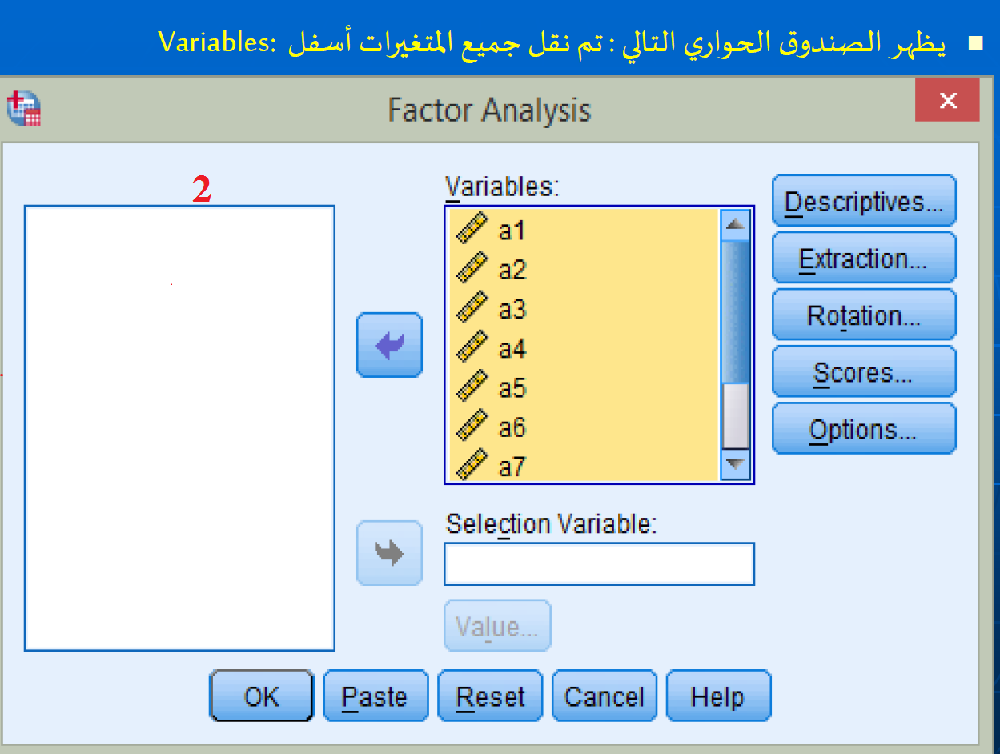 ▪ يظهر الصندوق الحواري التالي : تم نقل جميع المتغيرات أسفل Variables:
Factor Analysis
2
Variables:
a1
a2
a3
a4
a5
a6
a7
Descriptives...
Extraction...
Rotation...
Scores...
Options...
Selection Variable:
Value...
OK Paste Reset Cancel Help